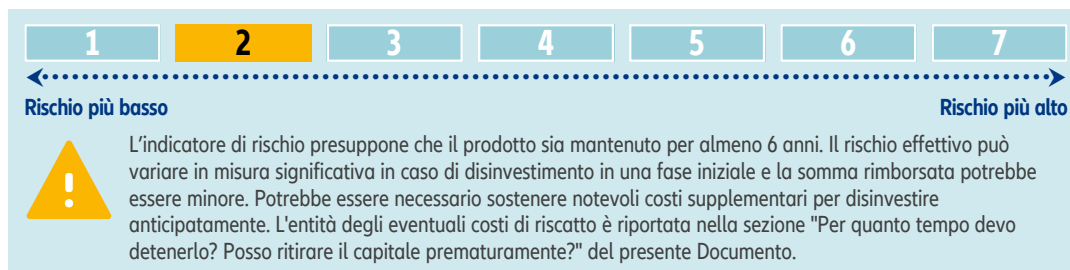 1 2 3 4 5 6 7
Rischio più basso Rischio più alto
L'indicatore di rischio presuppone che il prodotto sia mantenuto per almeno 6 anni. Il rischio effettivo può
variare in misura significativa in caso di disinvestimento in una fase iniziale e la somma rimborsata potrebbe
essere minore. Potrebbe essere necessario sostenere notevoli costi supplementari per disinvestire
anticipatamente. L'entità degli eventuali costi di riscatto è riportata nella sezione "Per quanto tempo devo
detenerlo? Posso ritirare il capitale prematuramente?" del presente Documento.